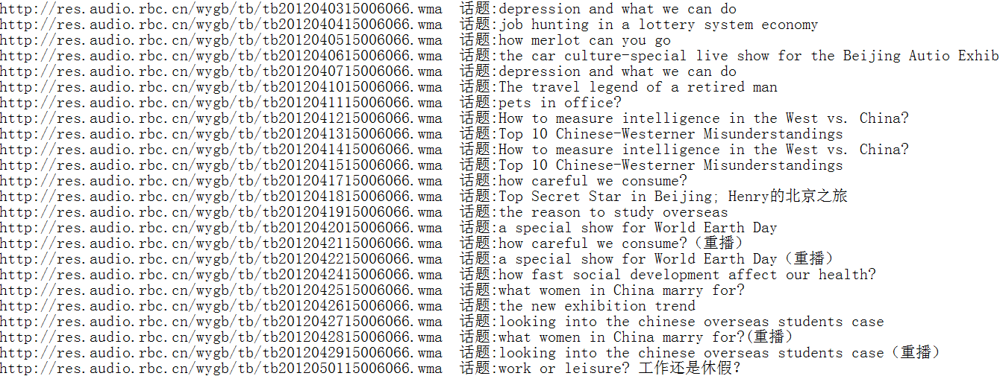 http://res.audio.rbc.cn/wygb/tb/tb2012040315006066.wma 话题:depression and what we can do
http://res.audio.rbc.cn/wygb/tb/tb2012040415006066.wma 话题:job hunting in a lottery system economy
http://res.audio.rbc.cn/wygb/tb/tb2012040515006066.wma 话题:how merlot can you go
http://res.audio.rbc.cn/wygb/tb/tb2012040615006066.wma 话题:the car culture-special live show for the Beijing Autio Exhib
http://res.audio.rbc.cn/wygb/tb/tb2012040715006066.wma 话题:depression and what we can do
http://res.audio.rbc.cn/wygb/tb/tb2012041015006066.wma 话题:The travel legend of a retired man
http://res.audio.rbc.cn/wygb/tb/tb2012041115006066.wma 话题:pets in office?
http://res.audio.rbc.cn/wygb/tb/tb2012041215006066.wma 话题:How to measure intelligence in the West vs. China?
http://res.audio.rbc.cn/wygb/tb/tb2012041315006066.wma 话题:Top 10 Chinese-Westerner Misunderstandings
http://res.audio.rbc.cn/wygb/tb/tb2012041415006066.wma 话题:How to measure intelligence in the West vs. China?
http://res.audio.rbc.cn/wygb/tb/tb2012041515006066.wma 话题:Top 10 Chinese-Westerner Misunderstandings
http://res.audio.rbc.cn/wygb/tb/tb2012041715006066.wma 话题:how careful we consume?
http://res.audio.rbc.cn/wygb/tb/tb2012041815006066.wma 话题:Top Secret Star in Beijing; Henry的北京之旅
http://res.audio.rbc.cn/wygb/tb/tb2012041915006066.wma 话题:the reason to study overseas
http://res.audio.rbc.cn/wygb/tb/tb2012042015006066.wma 话题:a special show for World Earth Day
http://res.audio.rbc.cn/wygb/tb/tb2012042115006066.wma 话题:how careful we consume?（重播）
http://res.audio.rbc.cn/wygb/tb/tb2012042215006066.wma 话题:a special show for World Earth Day（重播）
http://res.audio.rbc.cn/wygb/tb/tb2012042415006066.wma 话题:how fast social development affect our health?
http://res.audio.rbc.cn/wygb/tb/tb2012042515006066.wma 话题:what women in China marry for?
http://res.audio.rbc.cn/wygb/tb/tb2012042615006066.wma 话题:the new exhibition trend
http://res.audio.rbc.cn/wygb/tb/tb2012042715006066.wma 话题:looking into the chinese overseas students case
http://res.audio.rbc.cn/wygb/tb/tb2012042815006066.wma 话题:what women in China marry for?(重播）
http://res.audio.rbc.cn/wygb/tb/tb2012042915006066.wma 话题:looking into the chinese overseas students case（重播）
http://res.audio.rbc.cn/wygb/tb/tb2012050115006066.wma 话题:work or leisure? 工作还是休假？